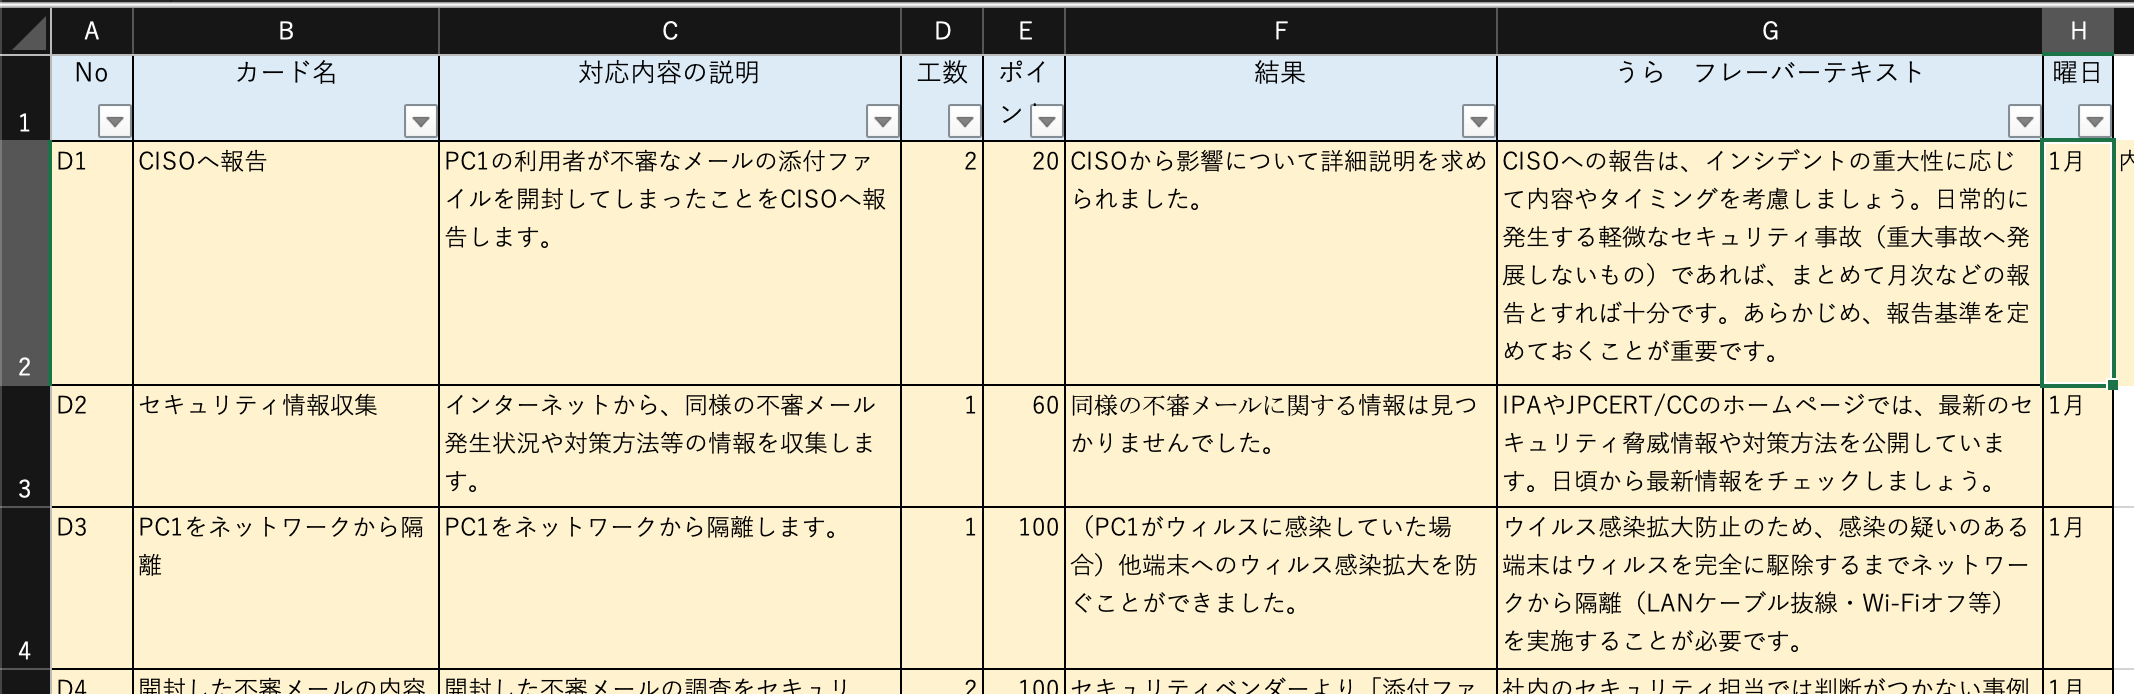 A B C D E F G H
1 No カード名 対応内容の説明 工数 ポイ 結果 うら　フレーバーテキスト 曜日
ン
2 D1 CISOへ報告 PC1の利用者が不審なメールの添付ファ 2 20 CISOから影響について詳細説明を求め CISOへの報告は、インシデントの重大性に応じ 1月 内
イルを開封してしまったことをCISOへ報 られました。 て内容やタイミングを考慮しましょう。日常的に
告します。 発生する軽微なセキュリティ事故（重大事故へ発
展しないもの）であれば、まとめて月次などの報
告とすれば十分です。あらかじめ、報告基準を定
めておくことが重要です。
3 D2 セキュリティ情報収集 インターネットから、同様の不審メール 1 60 同様の不審メールに関する情報は見つ IPAやJPCERT/CCのホームページでは、最新のセ 1月
発生状況や対策方法等の情報を収集しま かりませんでした。 キュリティ脅威情報や対策方法を公開していま
す。 す。日頃から最新情報をチェックしましょう。
4 D3 PC1をネットワークから隔 PC1をネットワークから隔離します。 1 100 （PC1がウィルスに感染していた場 ウイルス感染拡大防止のため、感染の疑いのある 1月
離 合）他端末へのウィルス感染拡大を防 端末はウィルスを完全に駆除するまでネットワー
ぐことができました。 クから隔離（LANケーブル抜線・Wi-Fiオフ等）
を実施することが必要です。
D4 開封した不審メールの内容 開封した不審メールの調査をセキュリ 2 100 セキュリティベンダーより「添付ファ 社内のセキュリティ担当では判断がつかない事例 1月